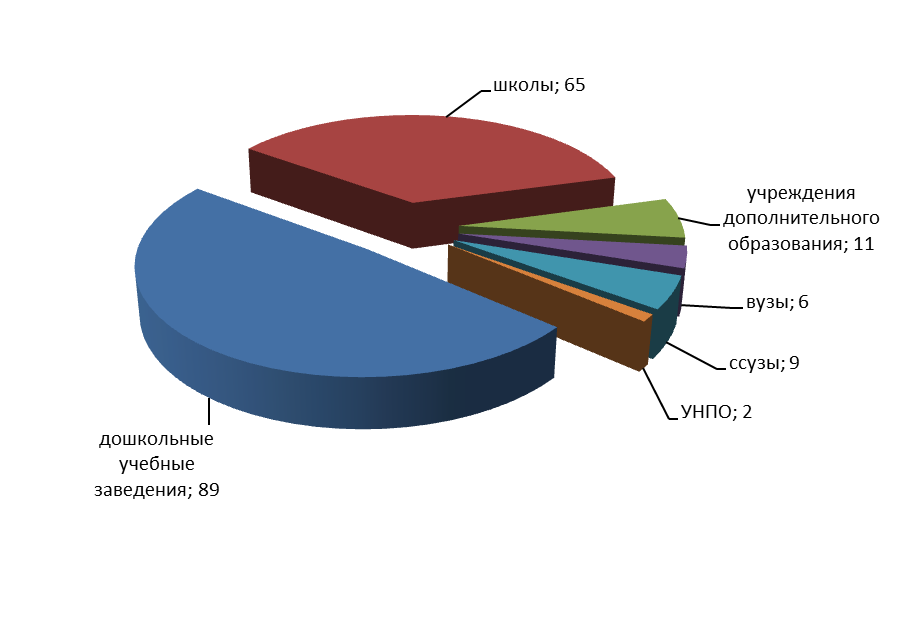 школы; 65
учреждения
дополнительного
образования; 11
вузы; 6
ссузы; 9
УНПО; 2
дошкольные
учебные
заведения; 89